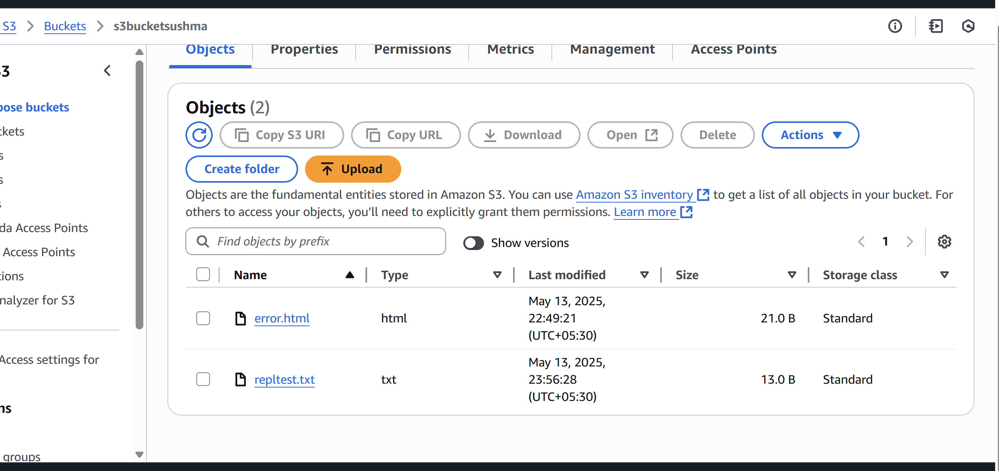 S3 > Buckets > s3bucketsushma
Objects
Properties
Permissions
Metrics
Management
Access Points
S3
pose buckets
ckets
s
s
s
da Access Points
Access Points
tions
nalyzer for S3
Access settings for
ns
groups
Objects (2)
Copy S3 URI
Copy URL
Download
Open
Delete
Actions
Create folder
Upload
Objects are the fundamental entities stored in Amazon S3. You can use Amazon S3 inventory to get a list of all objects in your bucket. For
others to access your objects, you’ll need to explicitly grant them permissions. Learn more
Find objects by prefix
Show versions
1
Name
Type
Last modified
Size
Storage class
error.html
html
May 13, 2025,
22:49:21
(UTC+05:30)
21.0 B
Standard
repltest.txt
txt
May 13, 2025,
23:56:28
(UTC+05:30)
13.0 B
Standard